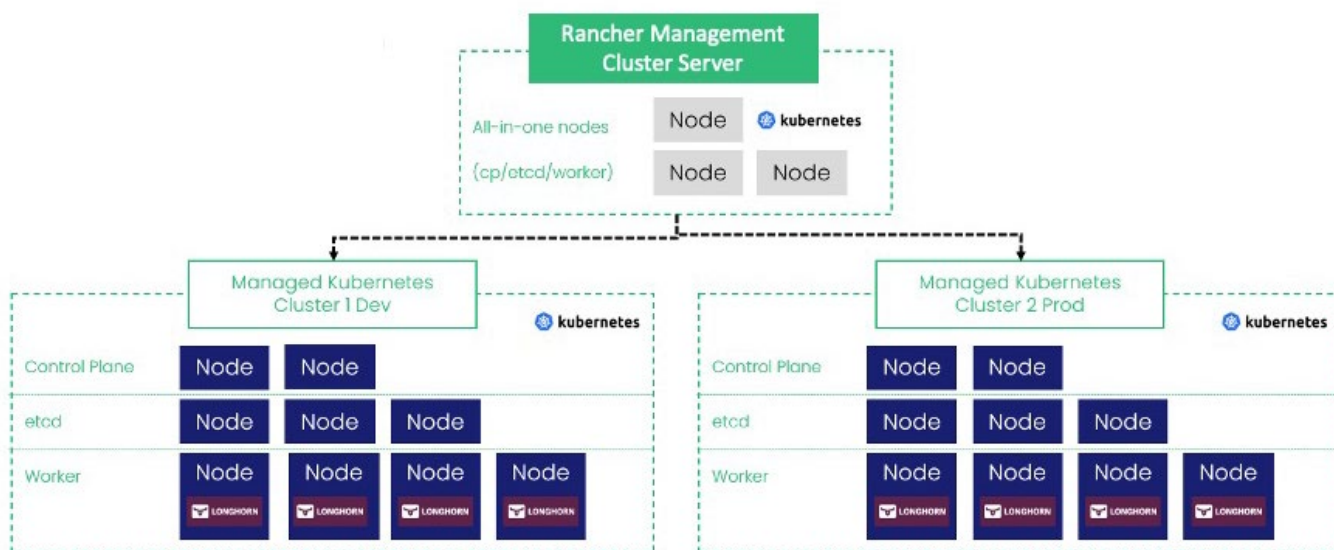 Rancher Management
Cluster Server
All-in-one nodes
Node
kubernetes
(cp/etcd/worker)
Node Node
Managed Kubernetes
Cluster 1 Dev
kubernetes
Control Plane
Node Node
etcd
Node Node Node
Worker
Node Node Node Node
LONGHORN LONGHORN LONGHORN LONGHORN
Managed Kubernetes
Cluster 2 Prod
kubernetes
Control Plane
Node Node
etcd
Node Node Node
Worker
Node Node Node Node
LONGHORN LONGHORN LONGHORN LONGHORN